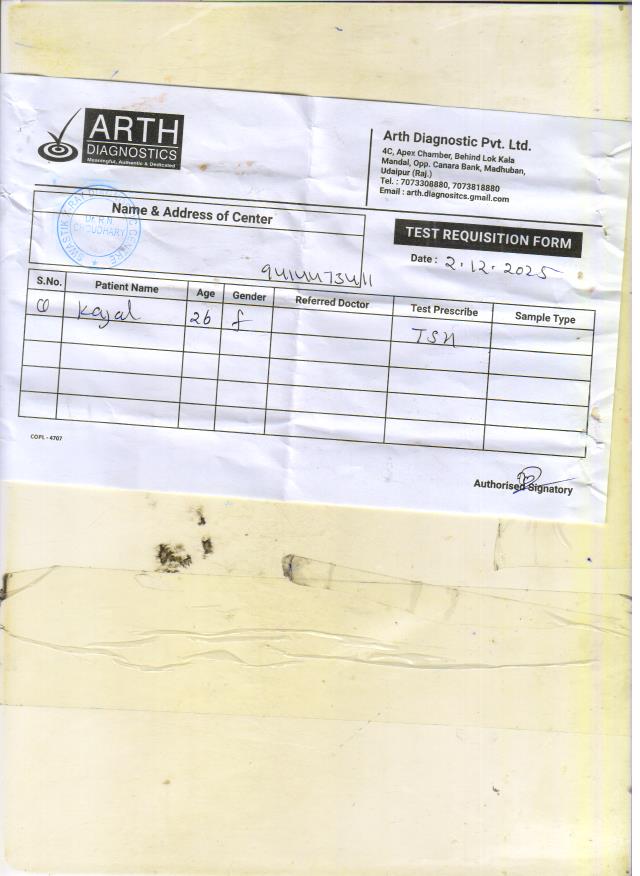 ARTH
DIAGNOSTICS
Meaningful, Authentic & Dedicated
Arth Diagnostic Pvt. Ltd.
4C, Apex Chamber, Behind Lok Kala
Mandal, Opp. Canara Bank, Madhuban,
Udaipur (Raj.)
Tel. : 7073308880, 7073818880
Email : arth.diagnositcs.gmail.com
Name & Address of Center
Dr. R.N.
CHOUDHARY
TEST REQUISITION FORM
Date : 2.12.2025
S.No. Patient Name Age Gender Referred Doctor Test Prescribe Sample Type
Kajal 26 f
COPL - 4707
Authorised Signatory